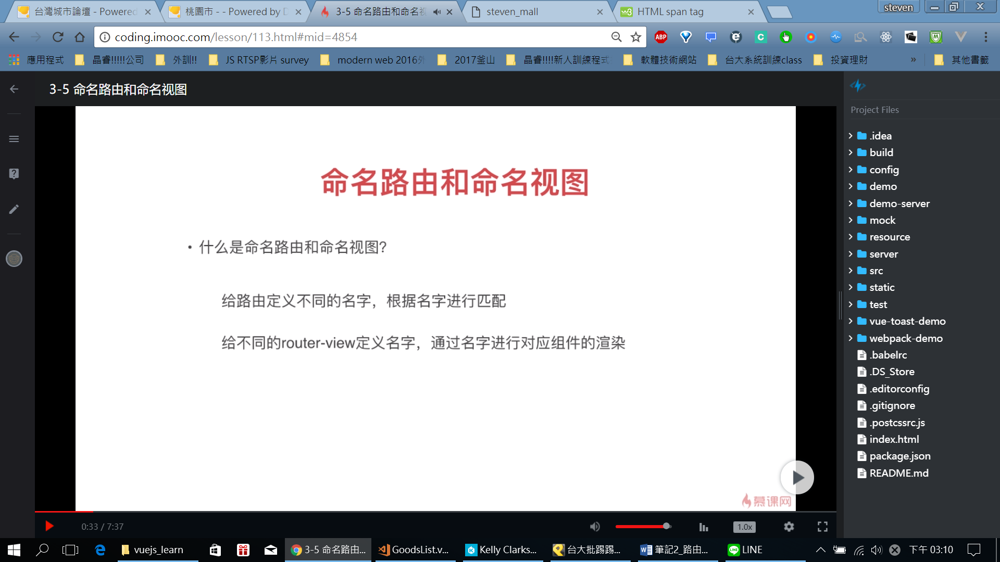 台灣城市論壇 - Powered
桃園市 - - Powered by D
3-5 命名路由和命名视
steven_mall
HTML span tag
steven
coding.imooc.com/lesson/113.html#mid=4854
ABP
應用程式
晶睿!!!!!公司
外訓!!
JS RTSP影片 survey
modern web 2016外
2017釜山
晶睿!!!!新人訓練程式
軟體技術網站
台大系統訓練class
投資理財
»
其他書籤
3-5 命名路由和命名视图
命名路由和命名视图
• 什么是命名路由和命名视图?
给路由定义不同的名字，根据名字进行匹配
给不同的router-view定义名字，通过名字进行对应组件的渲染
慕课网
0:33 / 7:37
1.0x
Project Files
.idea
build
config
demo
demo-server
mock
resource
server
src
static
test
vue-toast-demo
webpack-demo
.babelrc
.DS_Store
.editorconfig
.gitignore
.postcssrc.js
index.html
package.json
README.md
vuejs_learn
3-5 命名路由...
GoodsList.v...
Kelly Clarks...
台大批踢踢...
筆記2_路由...
LINE
下午 03:10